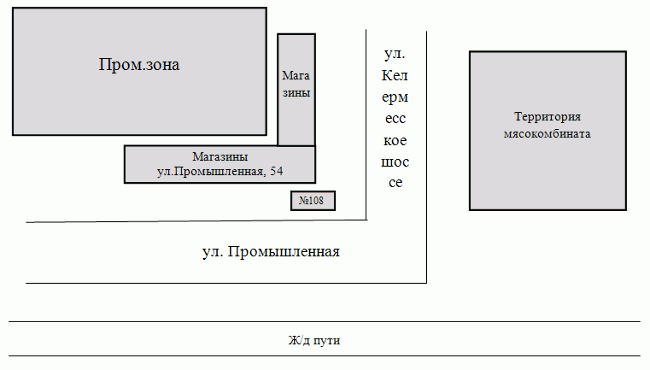 Пром.зона
Мага
зины
Магазины
ул.Промышленная, 54
№108
ул.
Кел
ерм
есс
кое
шос
се
Территория
мясокомбината
ул. Промышленная
Ж/д пути